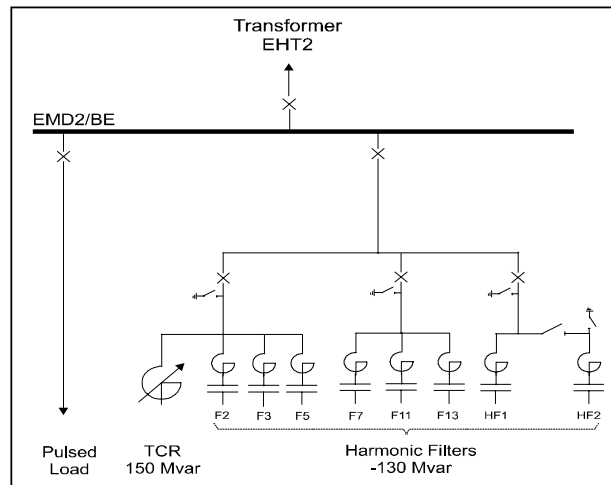 Transformer
EHT2
EMD2/BE
F2 F3 F5 F7 F11 F13 HF1 HF2
Pulsed
Load
TCR
150 Mvar
Harmonic Filters
-130 Mvar